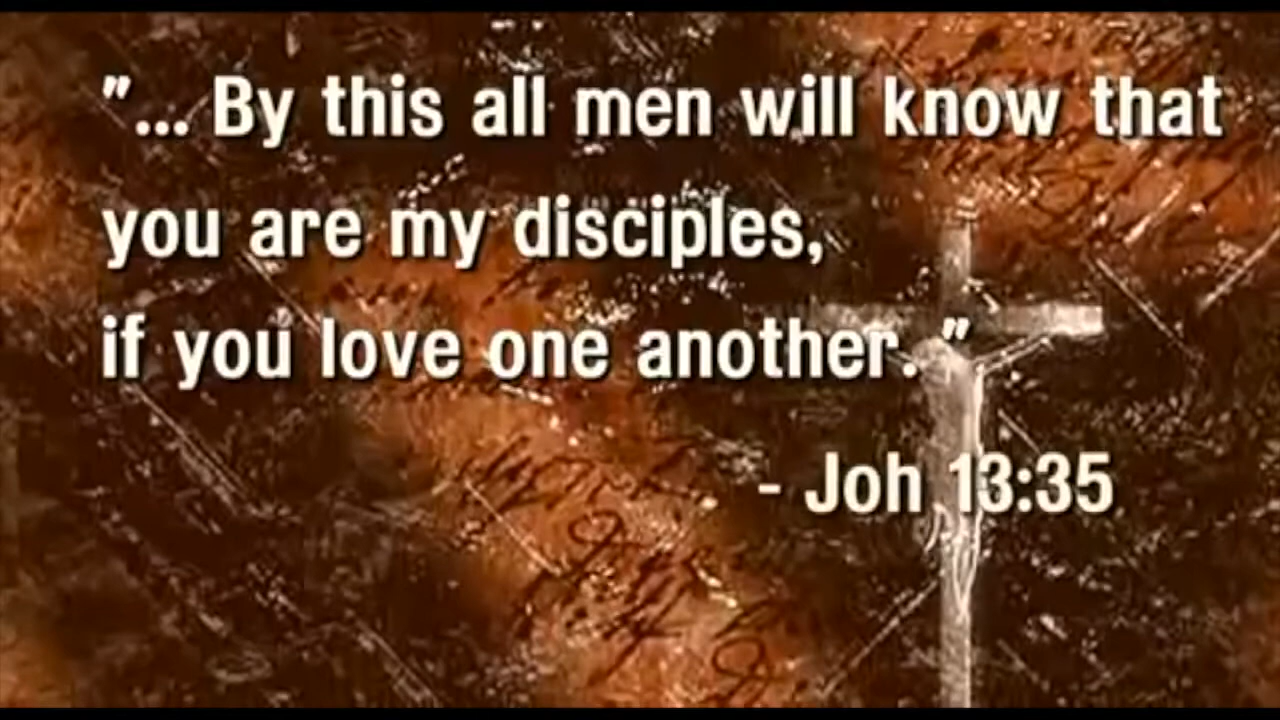 "... By this all men will know that
you are my disciples,
if you love one another."
- Joh 13:35